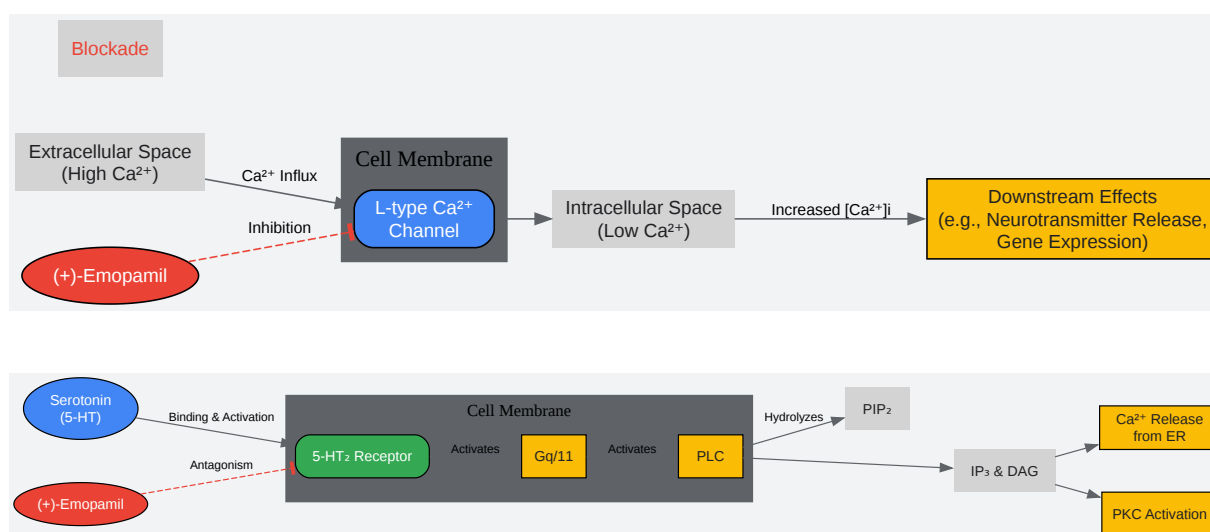 Blockade
Extracellular Space
(High Ca²⁺)
Ca²⁺ Influx
Inhibition
(+)-Emopamil
Cell Membrane
L-type Ca²⁺
Channel
Intracellular Space
(Low Ca²⁺)
Increased [Ca²⁺]i
Downstream Effects
(e.g., Neurotransmitter Release,
Gene Expression)
Serotonin
(5-HT)
Binding & Activation
Antagonism
(+)-Emopamil
Cell Membrane
5-HT₂ Receptor
Activates
Gq/11
Activates
PLC
Hydrolyzes
PIP₂
IP₃ & DAG
Ca²⁺ Release
from ER
PKC Activation